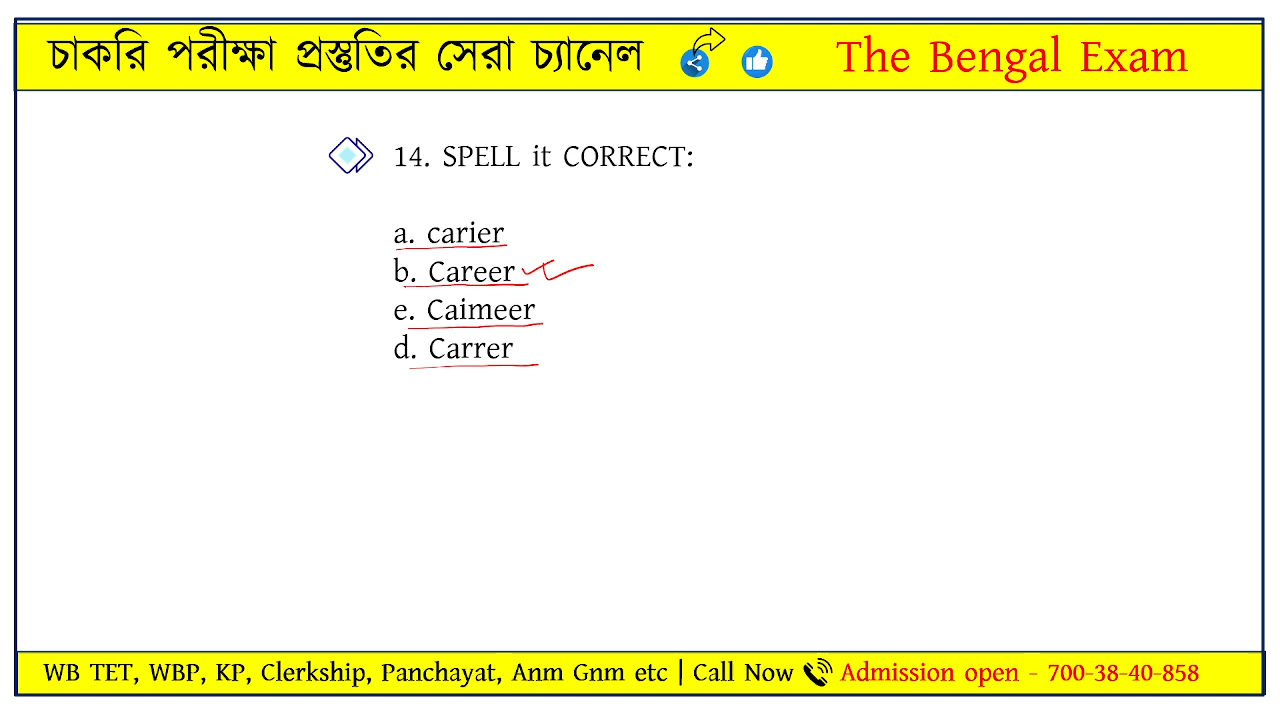 চাকরি পরীক্ষা প্রস্তুতির সেরা চ্যানেল The Bengal Exam
14. SPELL it CORRECT:
a. carier
b. Career
e. Caimeer
d. Carrer
WB TET, WBP, KP, Clerkship, Panchayat, Anm Gnm etc | Call Now Admission open - 700-38-40-858